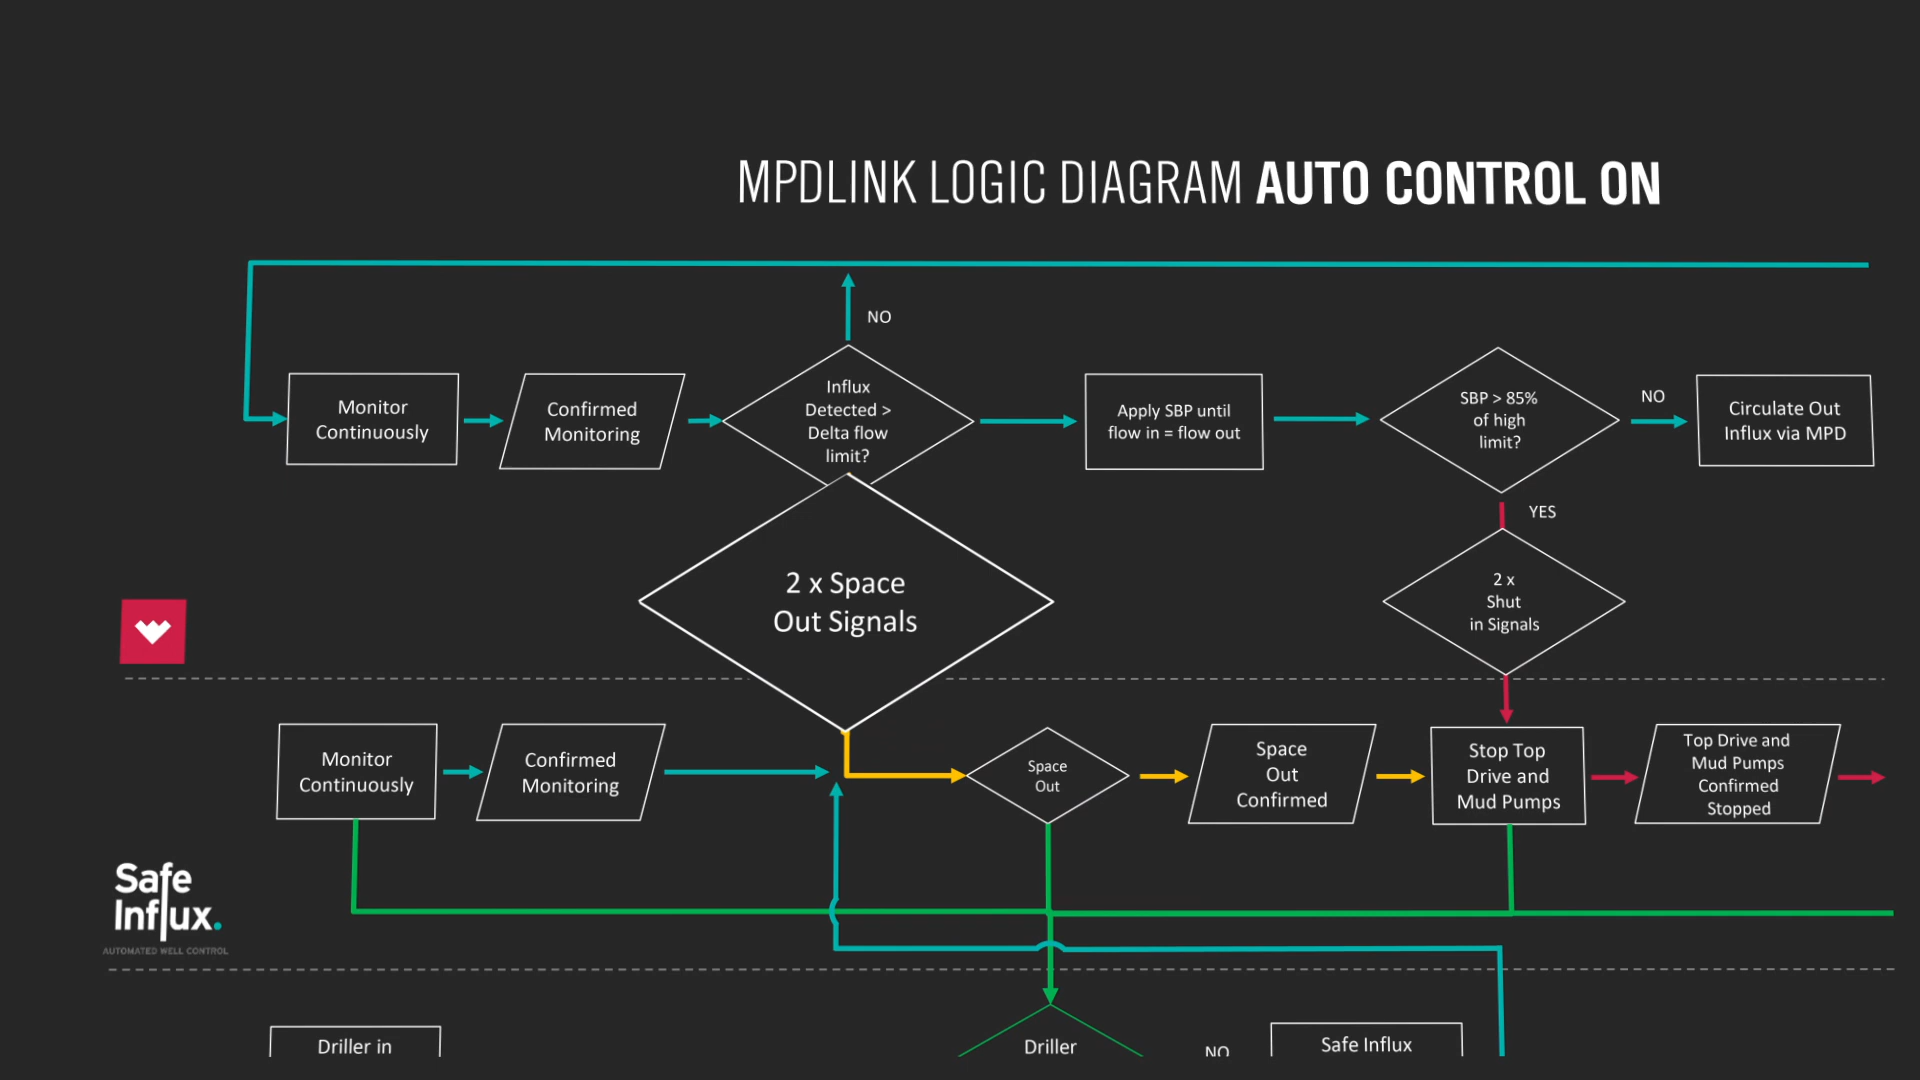 MPDLINK LOGIC DIAGRAM AUTO CONTROL ON
NO
Monitor
Continuously
Confirmed
Monitoring
Influx
Detected >
Delta flow
limit?
Apply SBP until
flow in = flow out
SBP > 85%
of high
limit?
NO
Circulate Out
Influx via MPD
YES
2 x Space
Out Signals
2 x
Shut
in Signals
Monitor
Continuously
Confirmed
Monitoring
Space
Out
Space
Out
Confirmed
Stop Top
Drive and
Mud Pumps
Top Drive and
Mud Pumps
Confirmed
Stopped
Safe
Influx.
AUTOMATED WELL CONTROL
Driller in
Driller
NO
Safe Influx